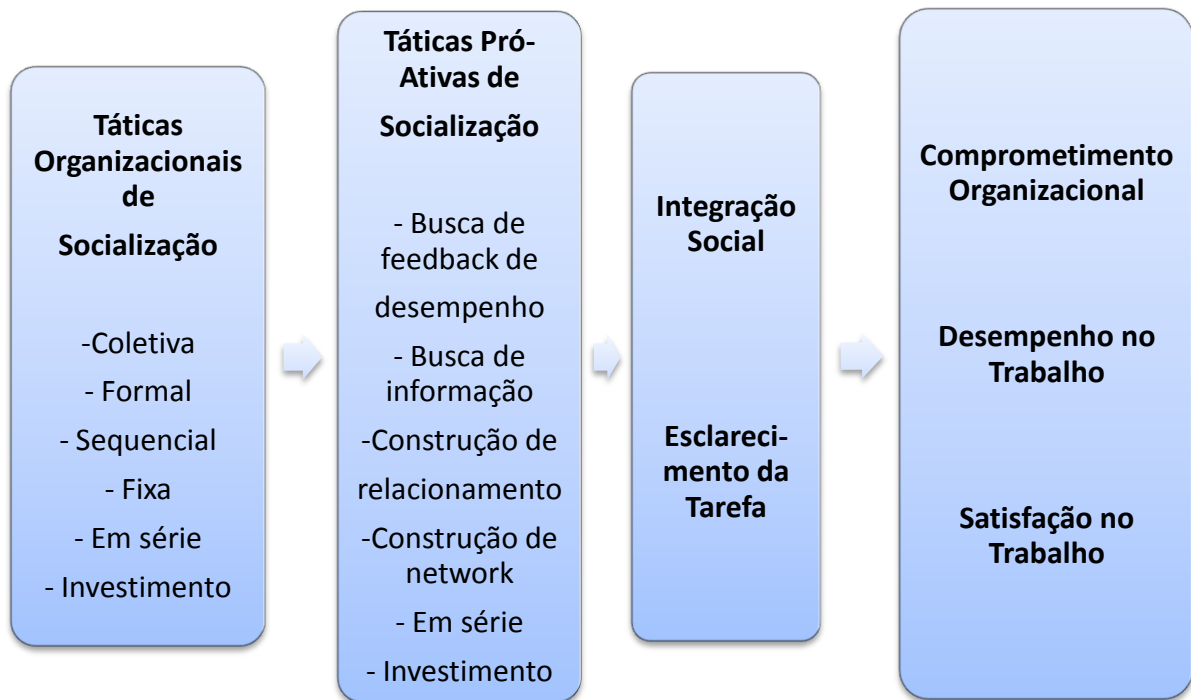 Táticas
Organizacionais
de
Socialização
-Coletiva
- Formal
- Sequencial
- Fixa
- Em série
- Investimento
Táticas Pró-
Ativas de
Socialização
- Busca de
feedback de
desempenho
- Busca de
informação
-Construção de
relacionamento
-Construção de
network
- Em série
- Investimento
Integração
Social
Esclareci-
mento da
Tarefa
Comprometimento
Organizacional
Desempenho no
Trabalho
Satisfação no
Trabalho